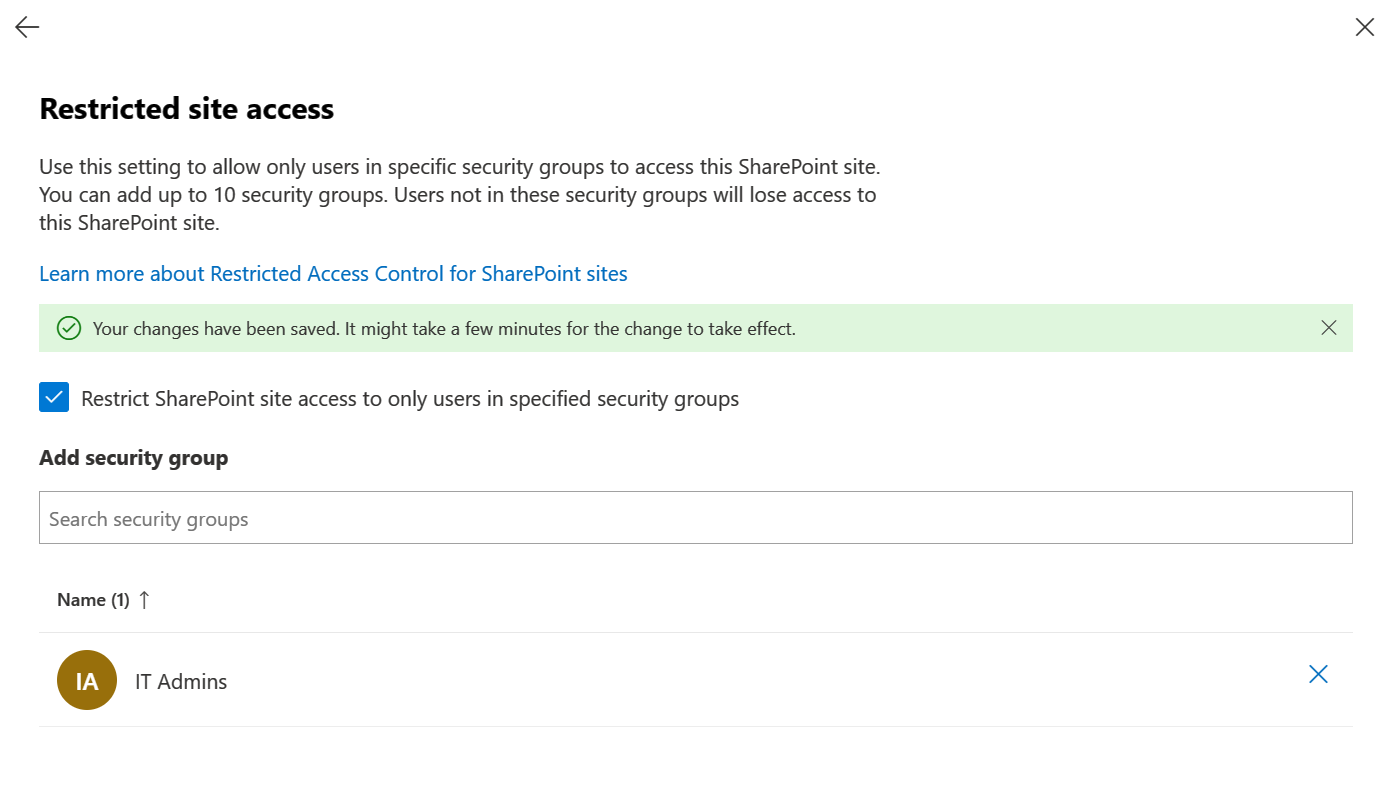 Restricted site access
Use this setting to allow only users in specific security groups to access this SharePoint site.
You can add up to 10 security groups. Users not in these security groups will lose access to
this SharePoint site.
Learn more about Restricted Access Control for SharePoint sites
Your changes have been saved. It might take a few minutes for the change to take effect.
Restrict SharePoint site access to only users in specified security groups
Add security group
Search security groups
Name (1) ↑
IA IT Admins